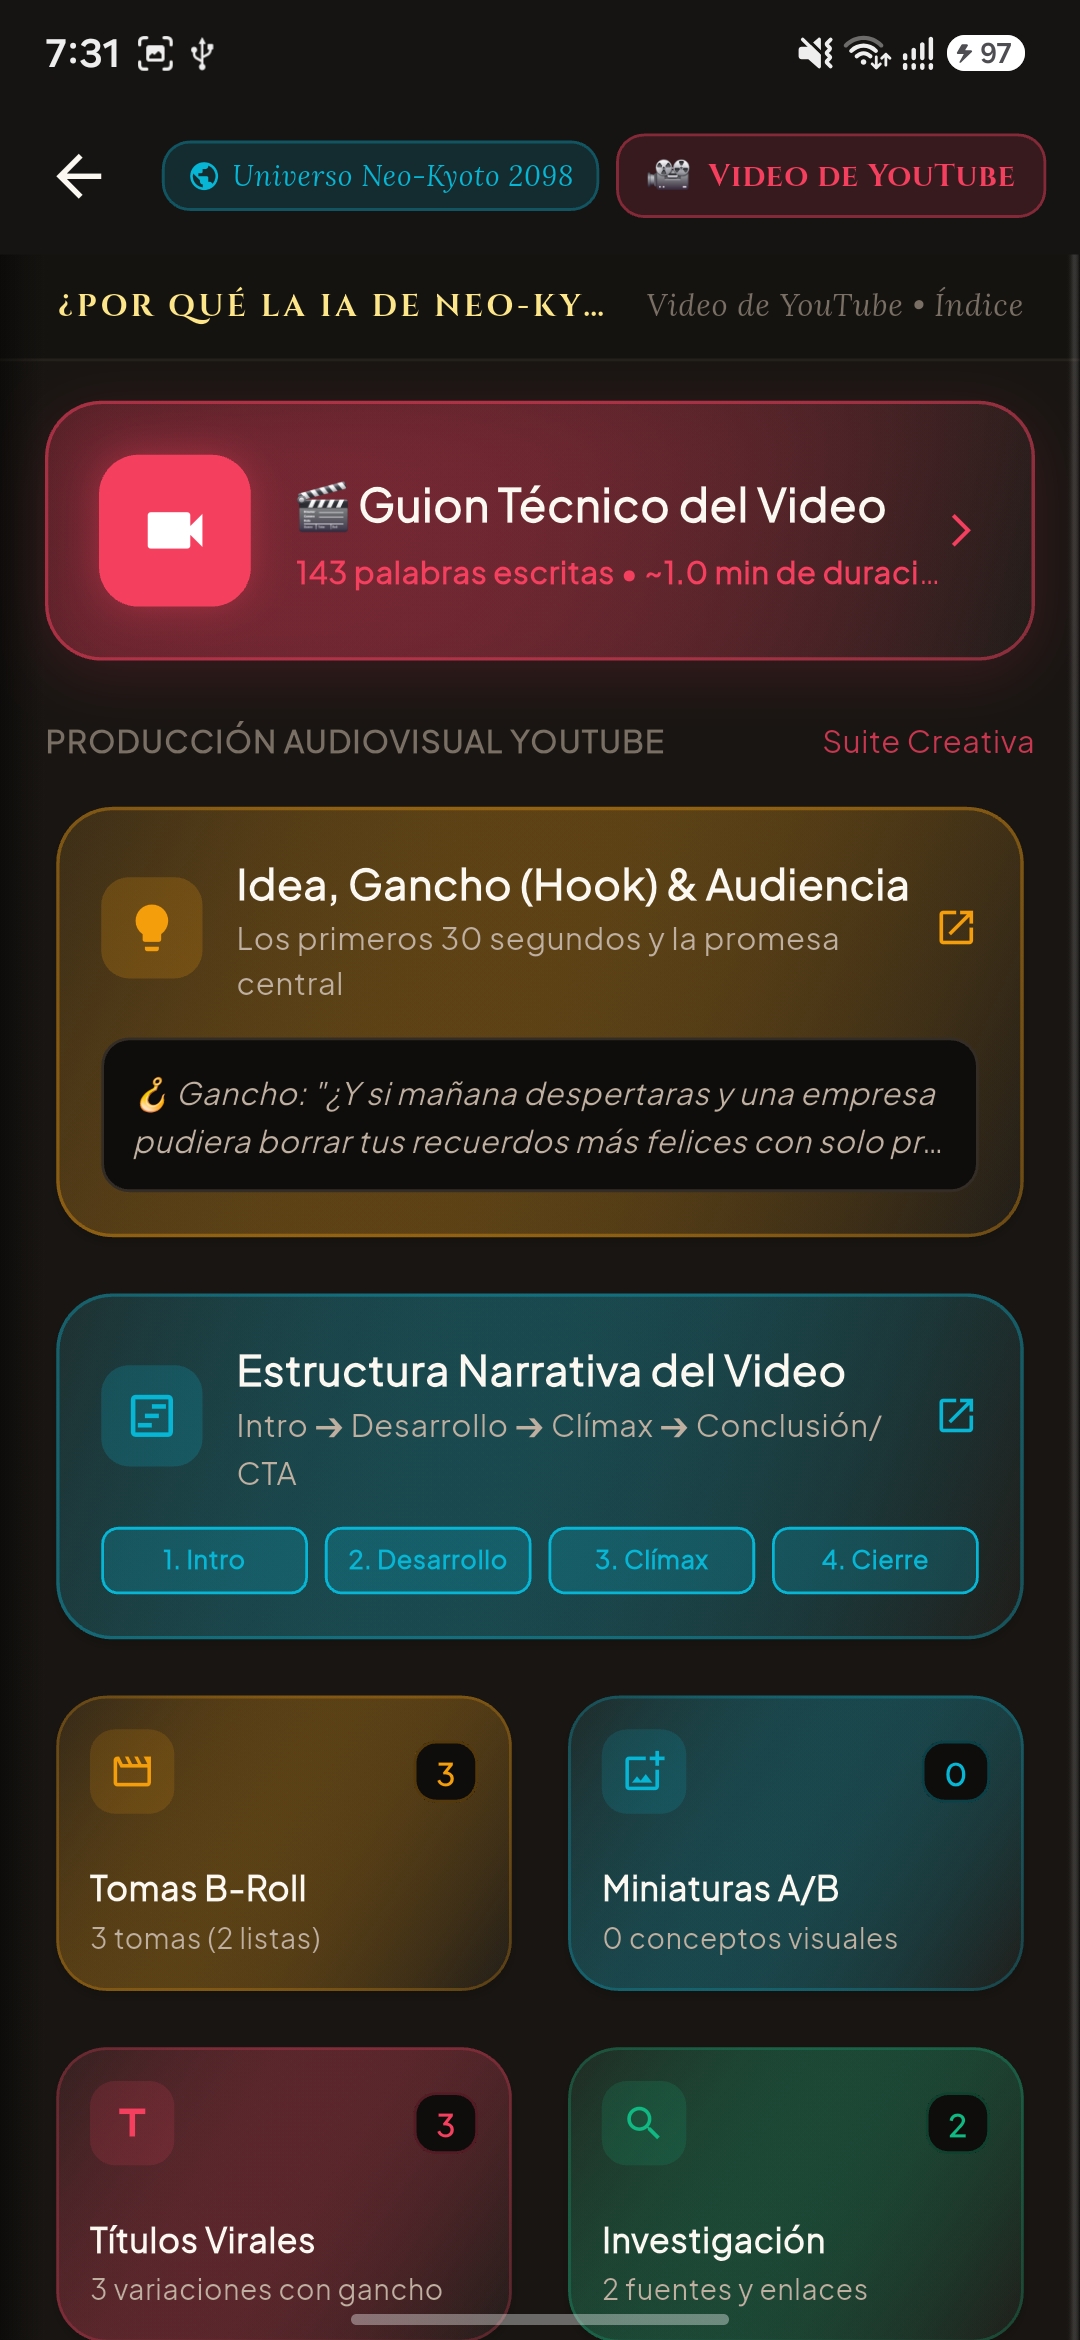 7:31
97
Universo Neo-Kyoto 2098
VIDEO DE YOUTUBE
¿POR QUÉ LA IA DE NEO-KY...
Video de YouTube • Índice
🎬 Guion Técnico del Video
143 palabras escritas • ~1.0 min de duraci...
PRODUCCIÓN AUDIOVISUAL YOUTUBE
Suite Creativa
Idea, Gancho (Hook) & Audiencia
Los primeros 30 segundos y la promesa
central
🪝 Gancho: "¿Y si mañana despertaras y una empresa
pudiera borrar tus recuerdos más felices con solo pr...
Estructura Narrativa del Video
Intro ➔ Desarrollo ➔ Clímax ➔ Conclusión/
CTA
1. Intro
2. Desarrollo
3. Clímax
4. Cierre
3
Tomas B-Roll
3 tomas (2 listas)
0
Miniaturas A/B
0 conceptos visuales
T
3
Títulos Virales
3 variaciones con gancho
2
Investigación
2 fuentes y enlaces